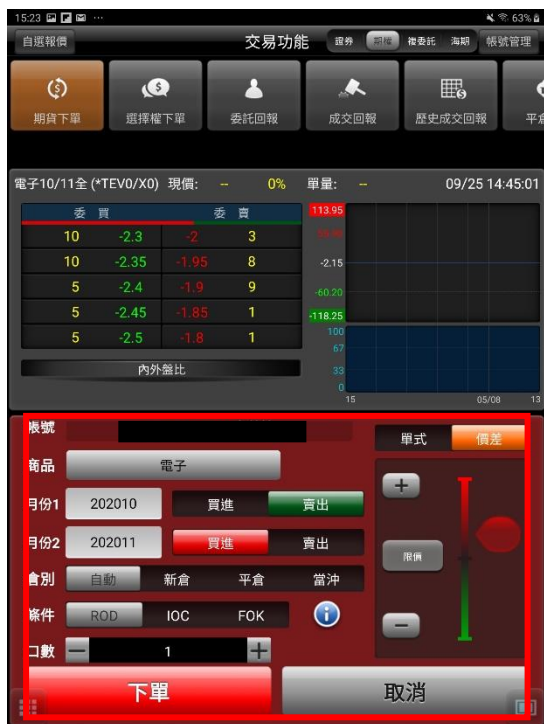 15:23 63%
自選報價 交易功能 證券 期權 複委託 海期 帳號管理
期貨下單 選擇權下單 委託回報 成交回報 歷史成交回報 平倉
電子10/11全 (*TEV0/X0) 現價: -- 0% 單量: -- 09/25 14:45:01
委 買 委 賣 113.95
10 -2.3 -2 3
10 -2.35 -1.95 8 -2.15
5 -2.4 -1.9 9 -60.20
5 -2.45 -1.85 1 -118.25
5 -2.5 -1.8 1 100
67
內外盤比 33
0
15 05/08 13
帳號 單式 價差
商品 電子
月份1 202010 買進 賣出 +
月份2 202011 買進 賣出 限價
倉別 自動 新倉 平倉 當沖
條件 ROD IOC FOK i −
口數 − 1 +
下單 取消